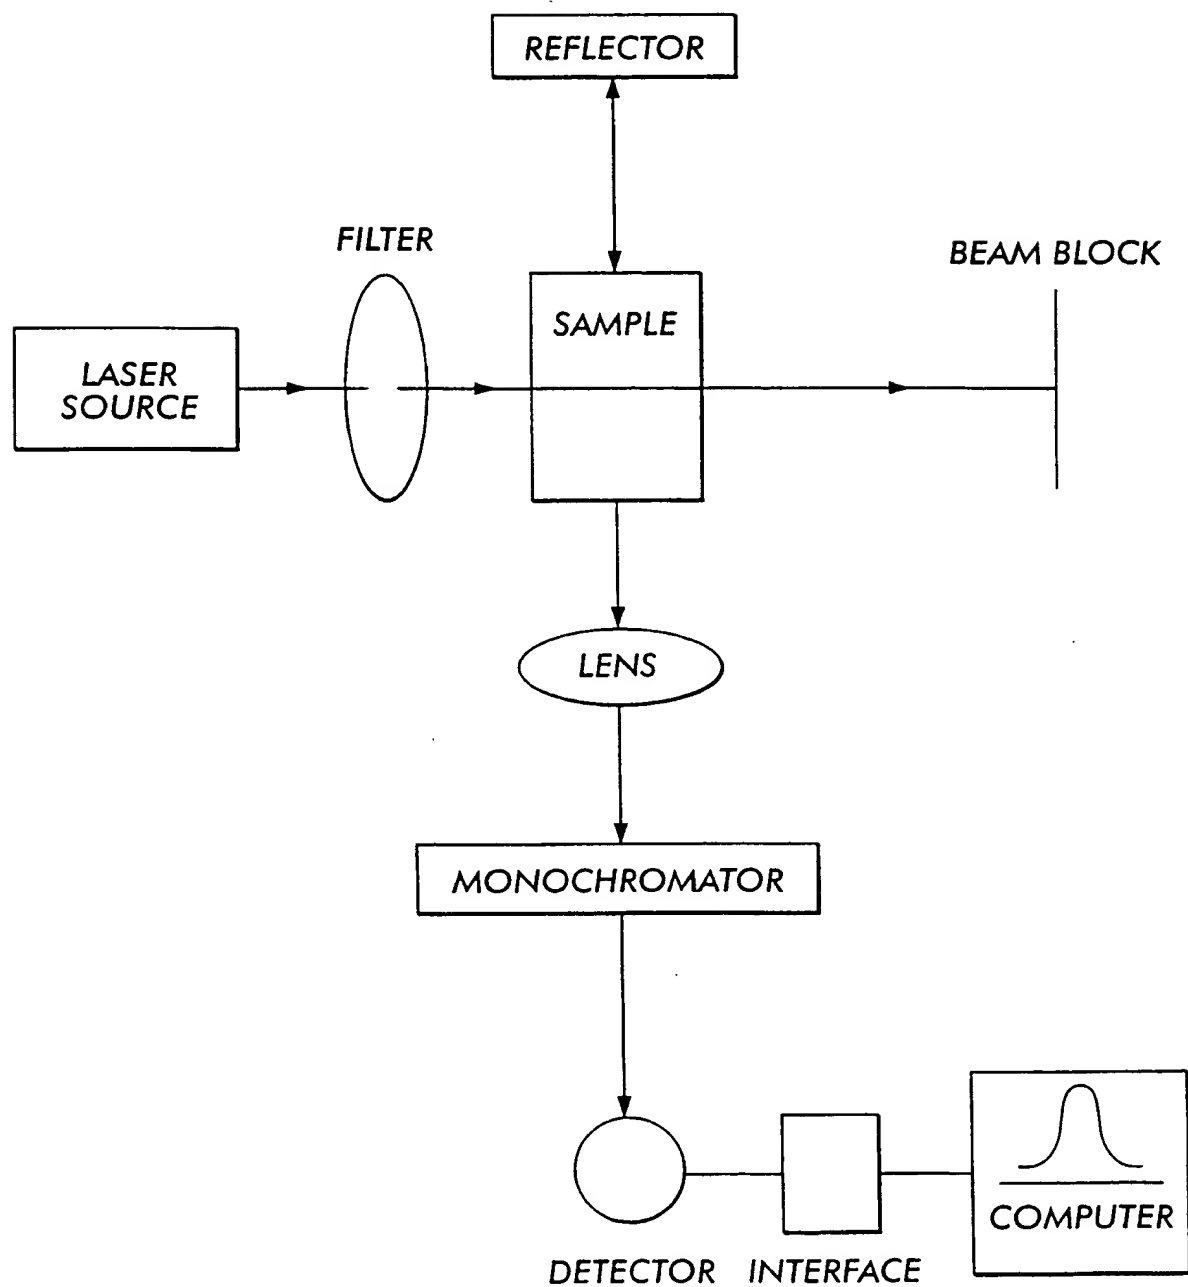 REFLECTOR
FILTER
BEAM BLOCK
SAMPLE
LASER
SOURCE
LENS
MONOCHROMATOR
COMPUTER
DETECTOR
INTERFACE